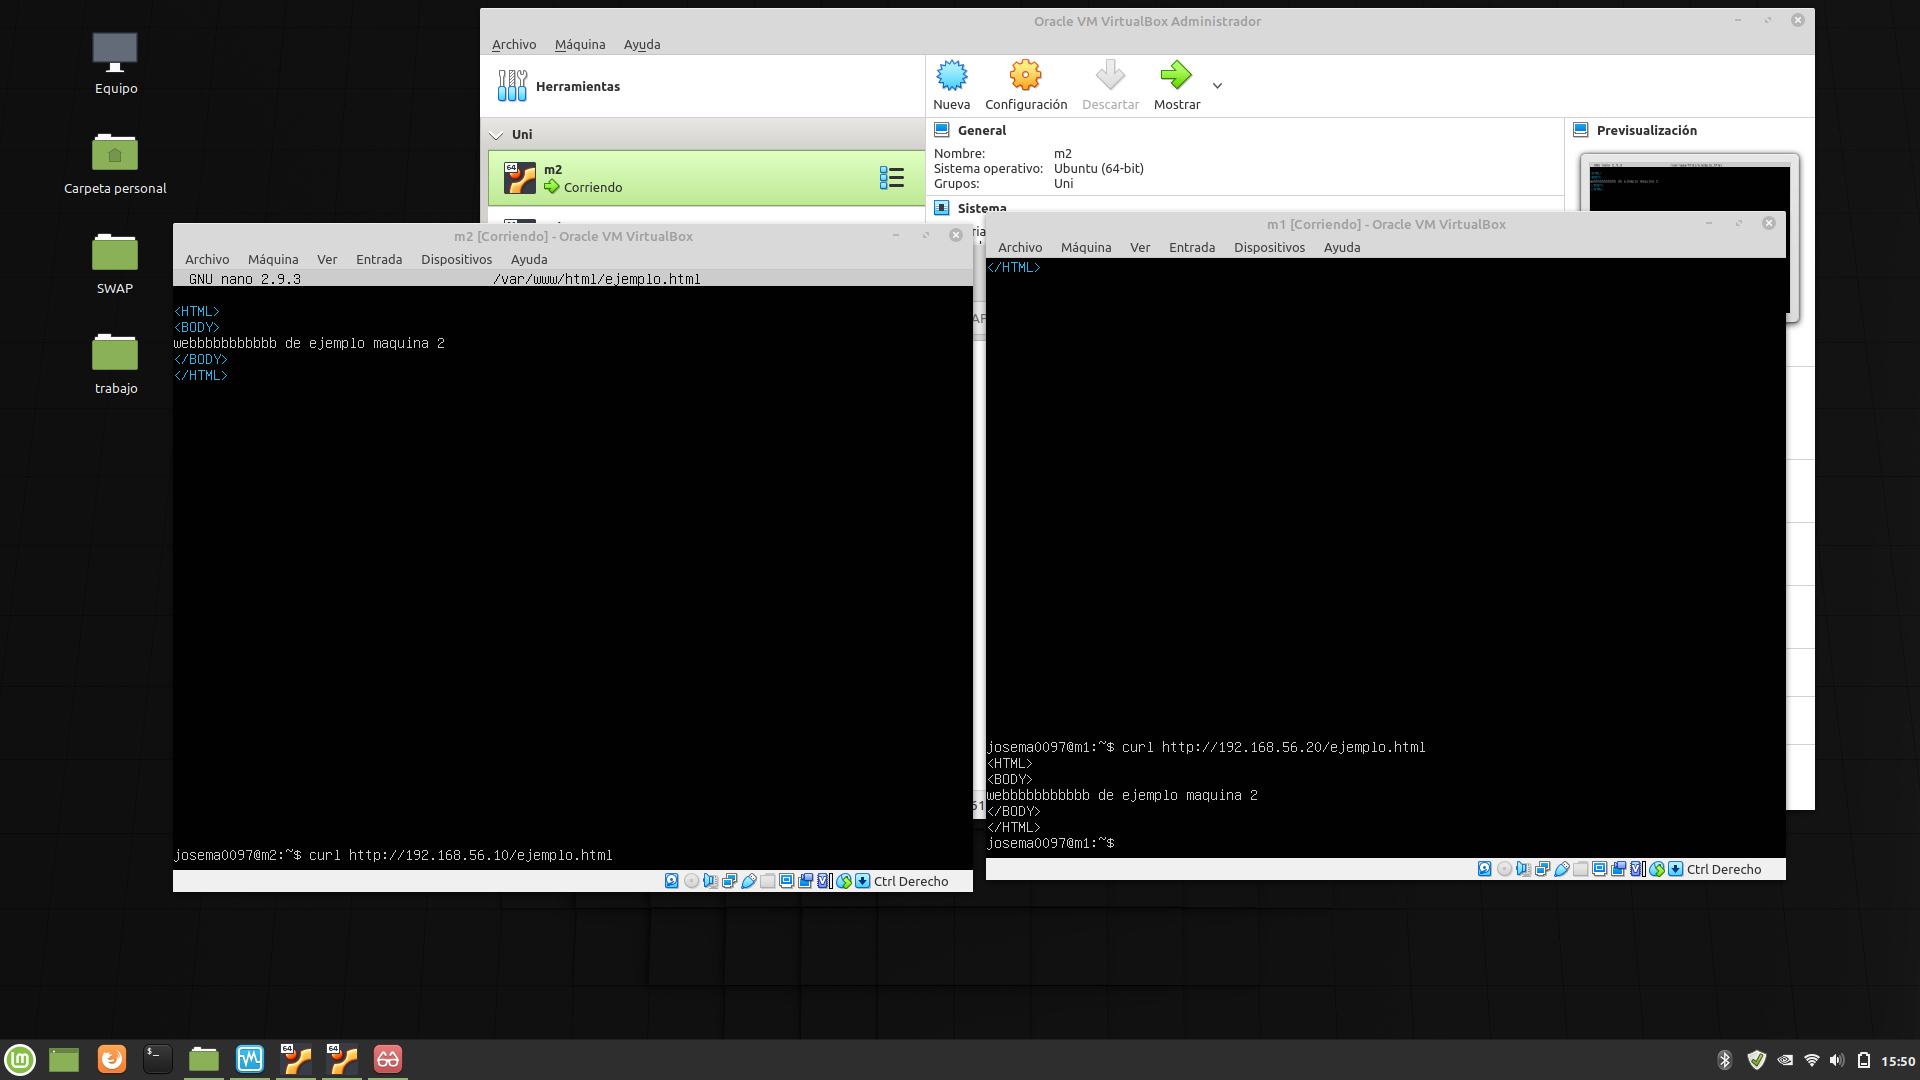 Equipo
Carpeta personal
SWAP
trabajo
Oracle VM VirtualBox Administrador
Archivo Máquina Ayuda
Herramientas
Nueva Configuración Descartar Mostrar
Uni
64
m2
Corriendo
General
Nombre: m2
Sistema operativo: Ubuntu (64-bit)
Grupos: Uni
Sistema
Previsualización
m2 [Corriendo] - Oracle VM VirtualBox
Archivo Máquina Ver Entrada Dispositivos Ayuda
GNU nano 2.9.3 /var/www/html/ejemplo.html
<HTML>
<BODY>
webbbbbbbbbbb de ejemplo maquina 2
</BODY>
</HTML>
josema0097@m2:~$ curl http://192.168.56.10/ejemplo.html
Ctrl Derecho
m1 [Corriendo] - Oracle VM VirtualBox
Archivo Máquina Ver Entrada Dispositivos Ayuda
</HTML>
josema0097@m1:~$ curl http://192.168.56.20/ejemplo.html
<HTML>
<BODY>
webbbbbbbbbbb de ejemplo maquina 2
</BODY>
</HTML>
josema0097@m1:~$
Ctrl Derecho
64
64
15:50